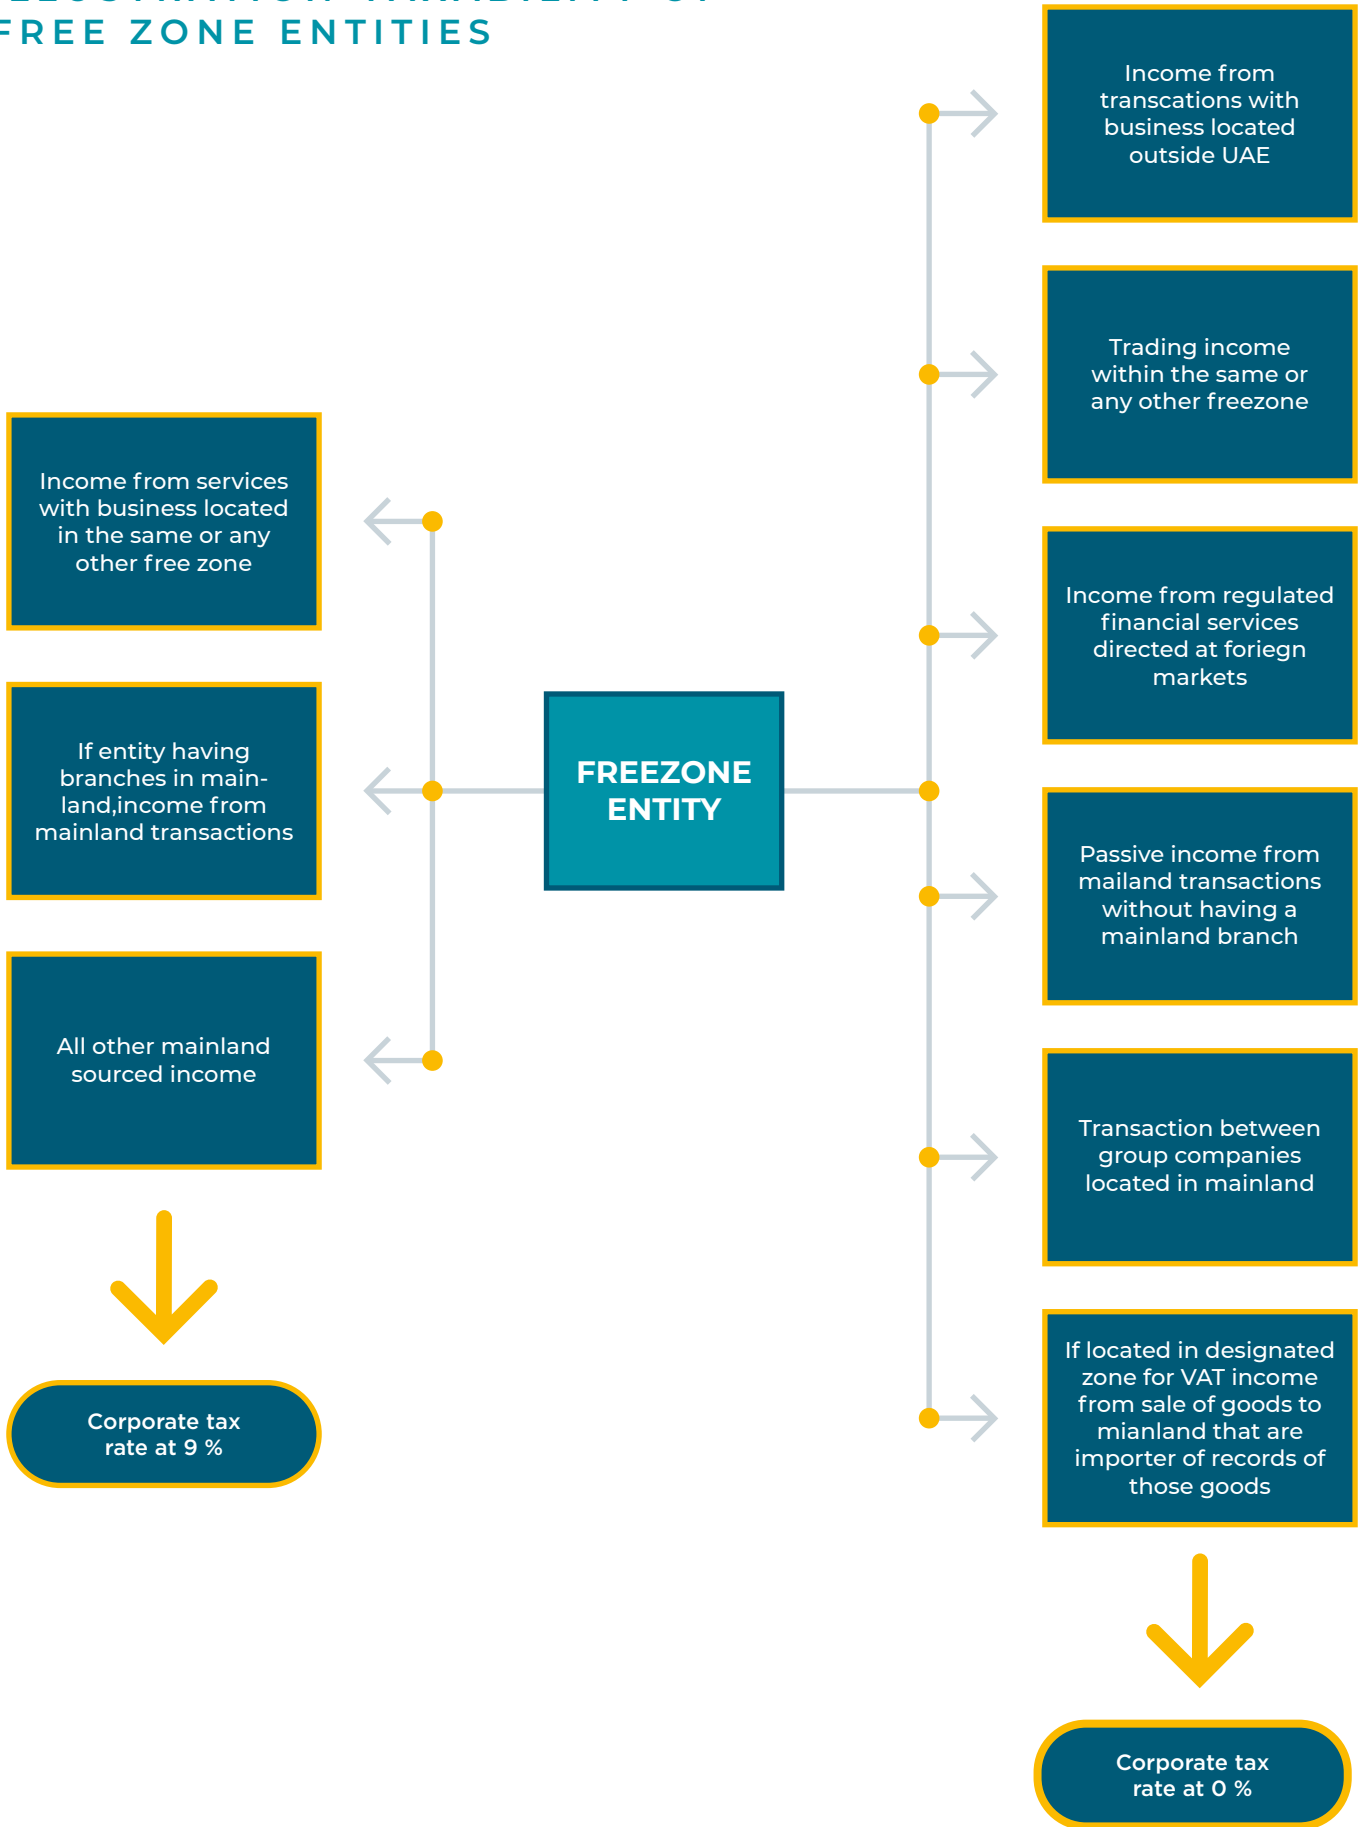 FREE ZONE ENTITIES
Income from services
with business located
in the same or any
other free zone
If entity having
branches in main-
land,income from
mainland transactions
All other mainland
sourced income
Corporate tax
rate at 9 %
FREEZONE
ENTITY
Income from
transcations with
business located
outside UAE
Trading income
within the same or
any other freezone
Income from regulated
financial services
directed at foriegn
markets
Passive income from
mailand transactions
without having a
mainland branch
Transaction between
group companies
located in mainland
If located in designated
zone for VAT income
from sale of goods to
mianland that are
importer of records of
those goods
Corporate tax
rate at 0 %